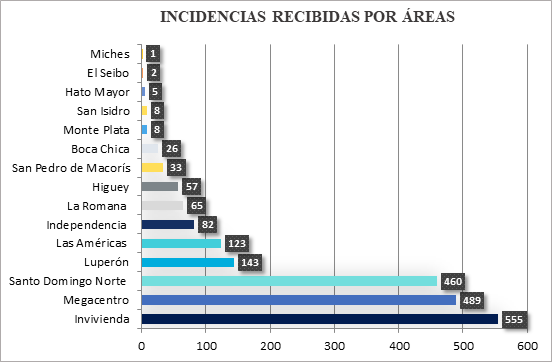 INCIDENCIAS RECIBIDAS POR ÁREAS
Miches 1
El Seibo 2
Hato Mayor 5
San Isidro 8
Monte Plata 8
Boca Chica 26
San Pedro de Macorís 33
Higuey 57
La Romana 65
Independencia 82
Las Américas 123
Luperón 143
Santo Domingo Norte 460
Megacentro 489
Invivienda 555
0 100 200 300 400 500 600